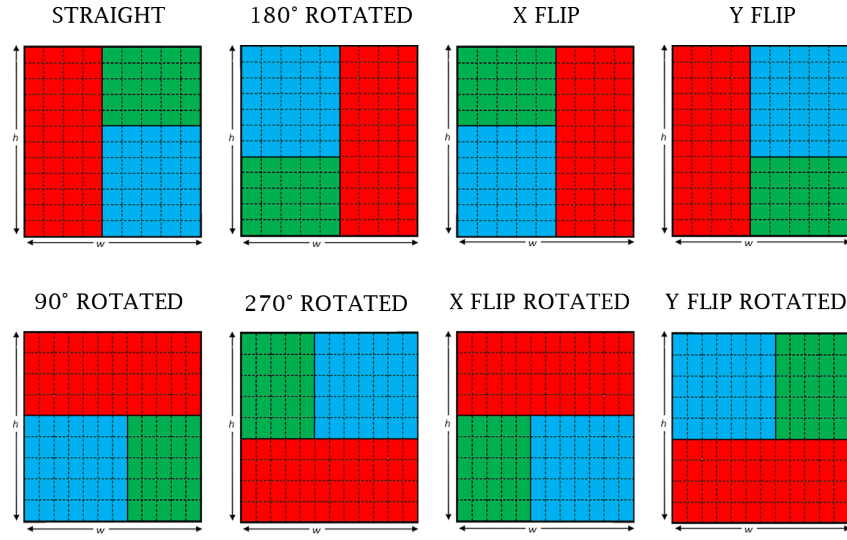 STRAIGHT
180° ROTATED
X FLIP
Y FLIP
h
h
h
h
w
w
w
w
90° ROTATED
270° ROTATED
X FLIP ROTATED
Y FLIP ROTATED
h
h
h
h
w
w
w
w